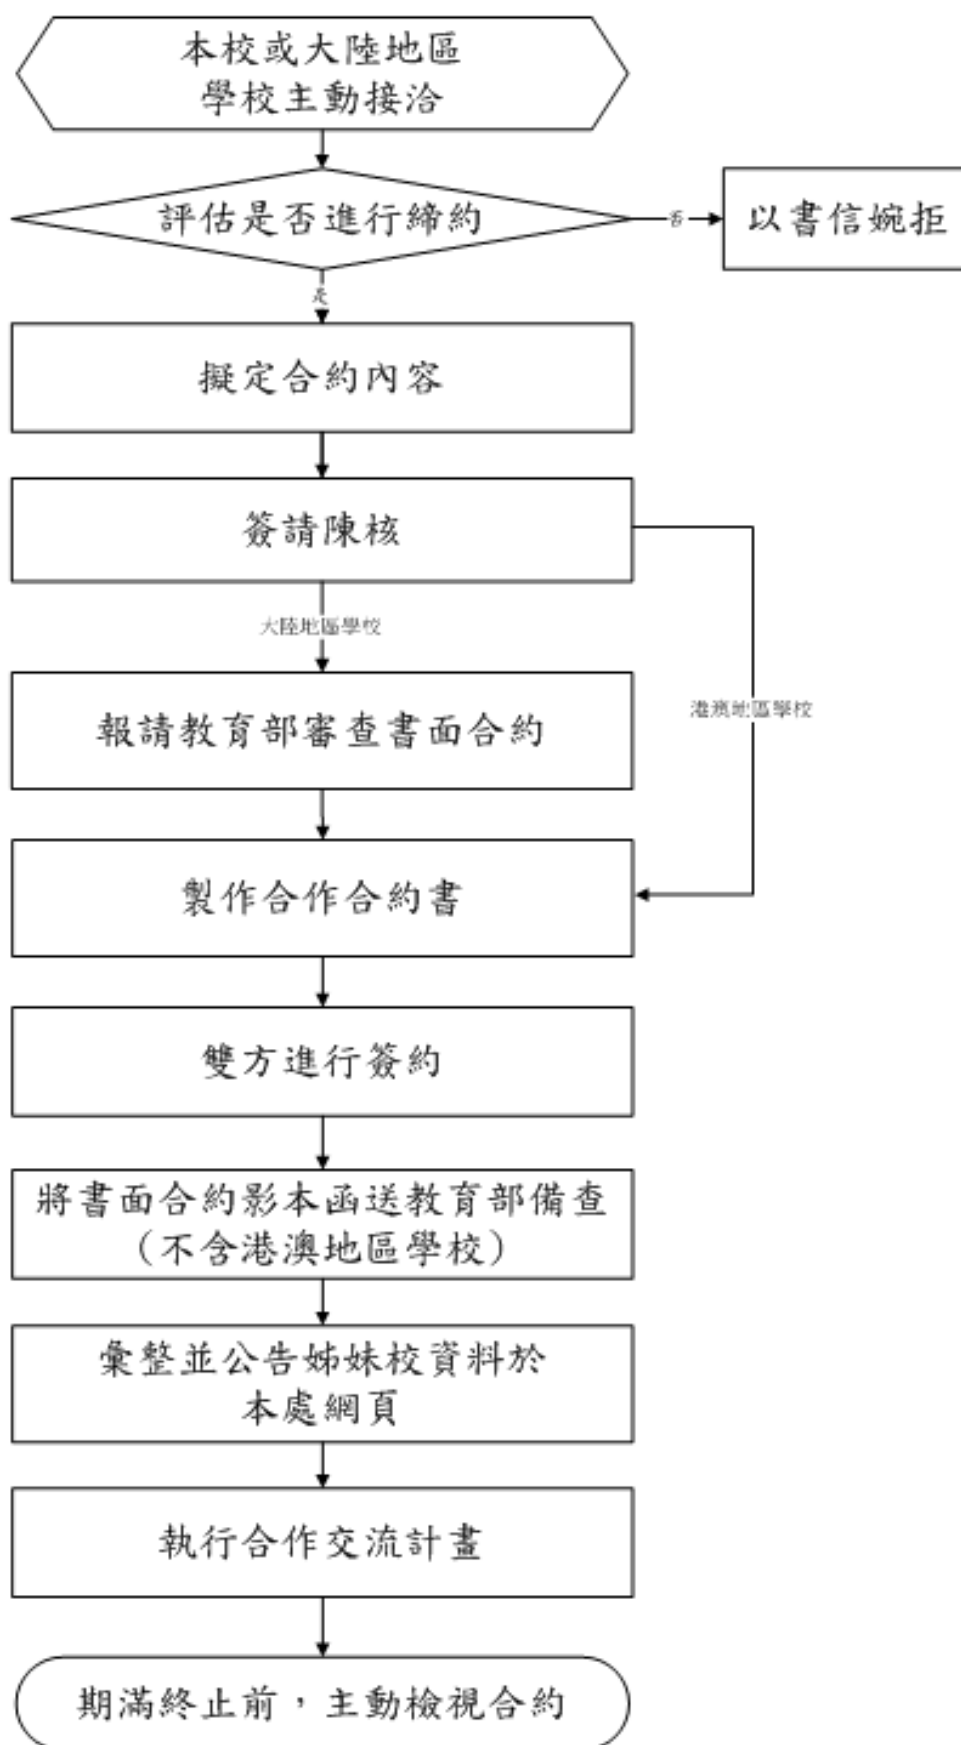 本校或大陸地區
學校主動接洽
評估是否進行締約
否
以書信婉拒
是
擬定合約內容
簽請陳核
大陸地區學校
港澳地區學校
報請教育部審查書面合約
製作合作合約書
雙方進行簽約
將書面合約影本函送教育部備查
（不含港澳地區學校）
彙整並公告姊妹校資料於
本處網頁
執行合作交流計畫
期滿終止前，主動檢視合約